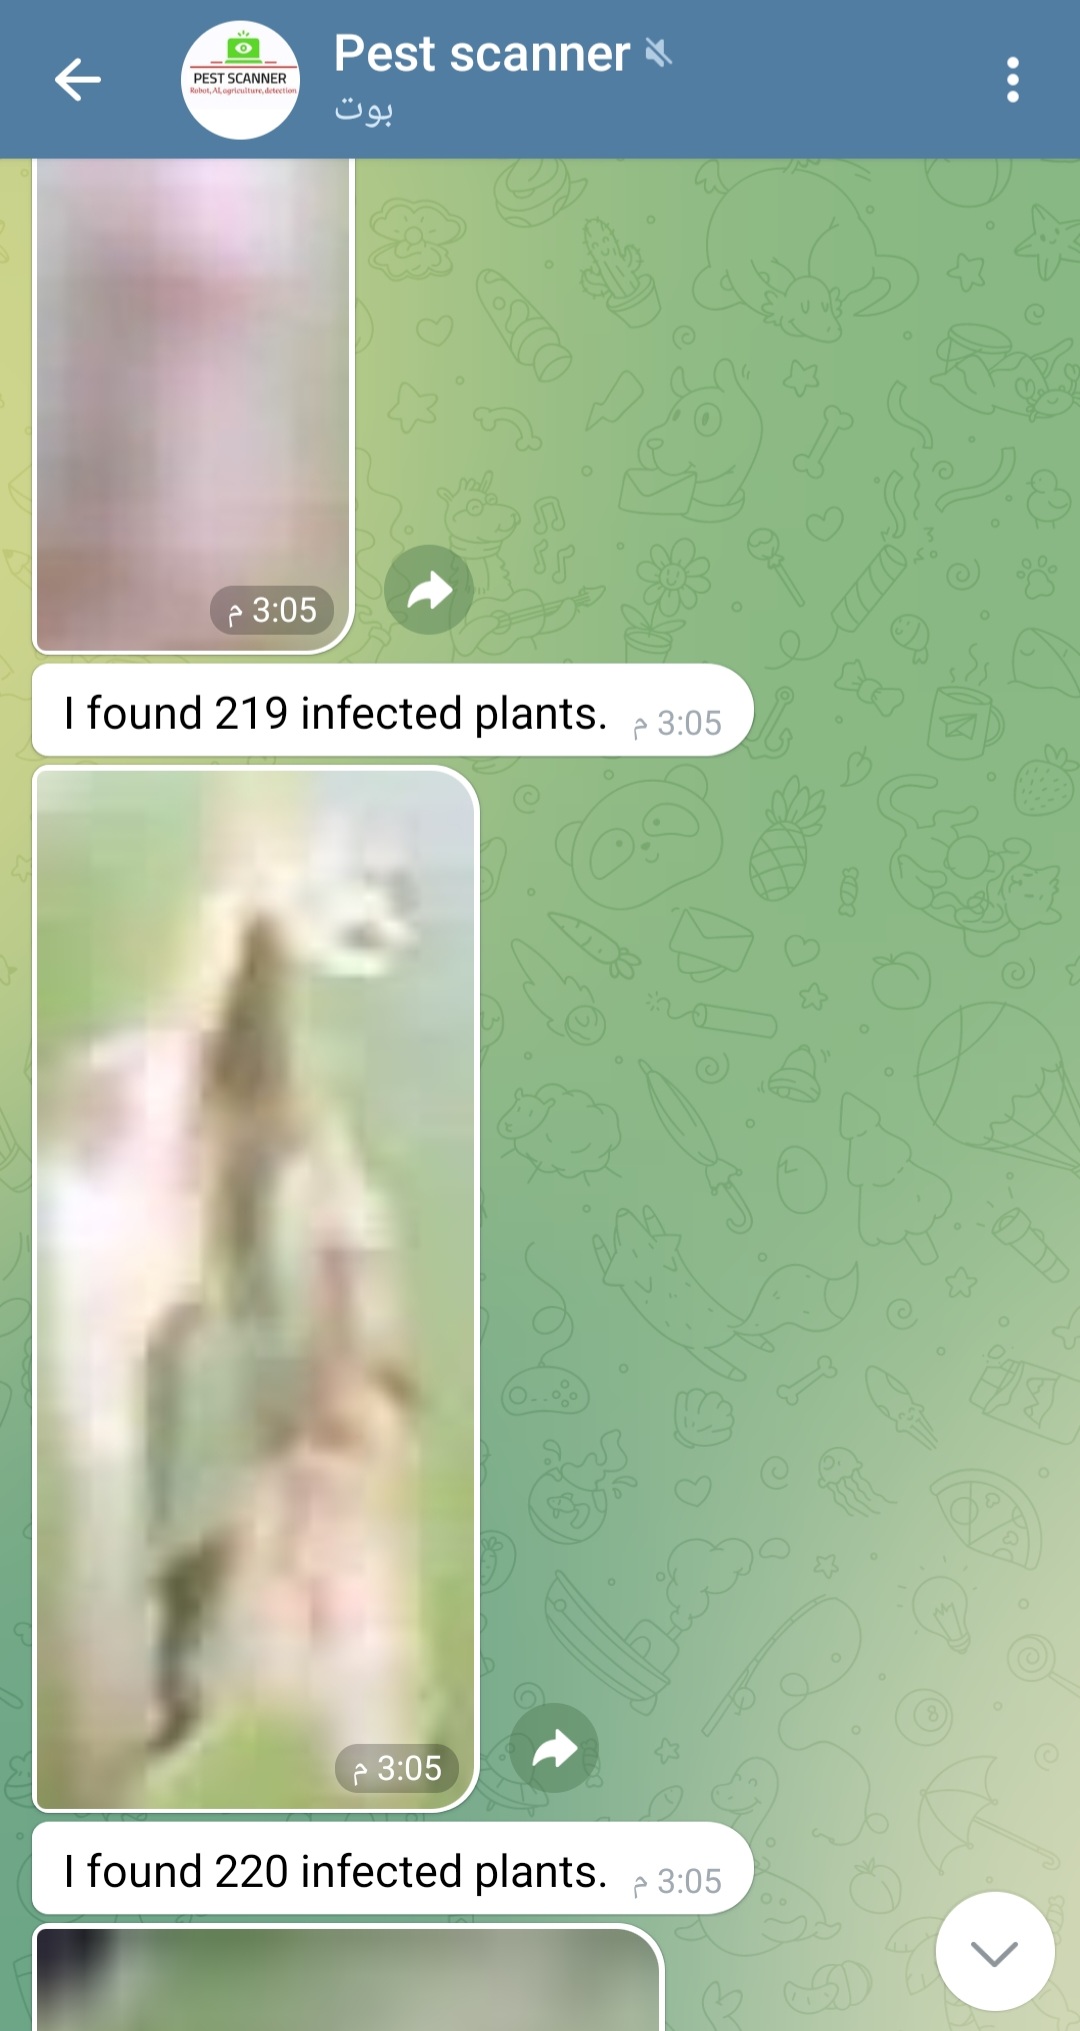 PEST SCANNER
Robot, AI, agriculture, detection
Pest scanner
بوت
3:05 م
I found 219 infected plants.
3:05 م
3:05 م
I found 220 infected plants.
3:05 م